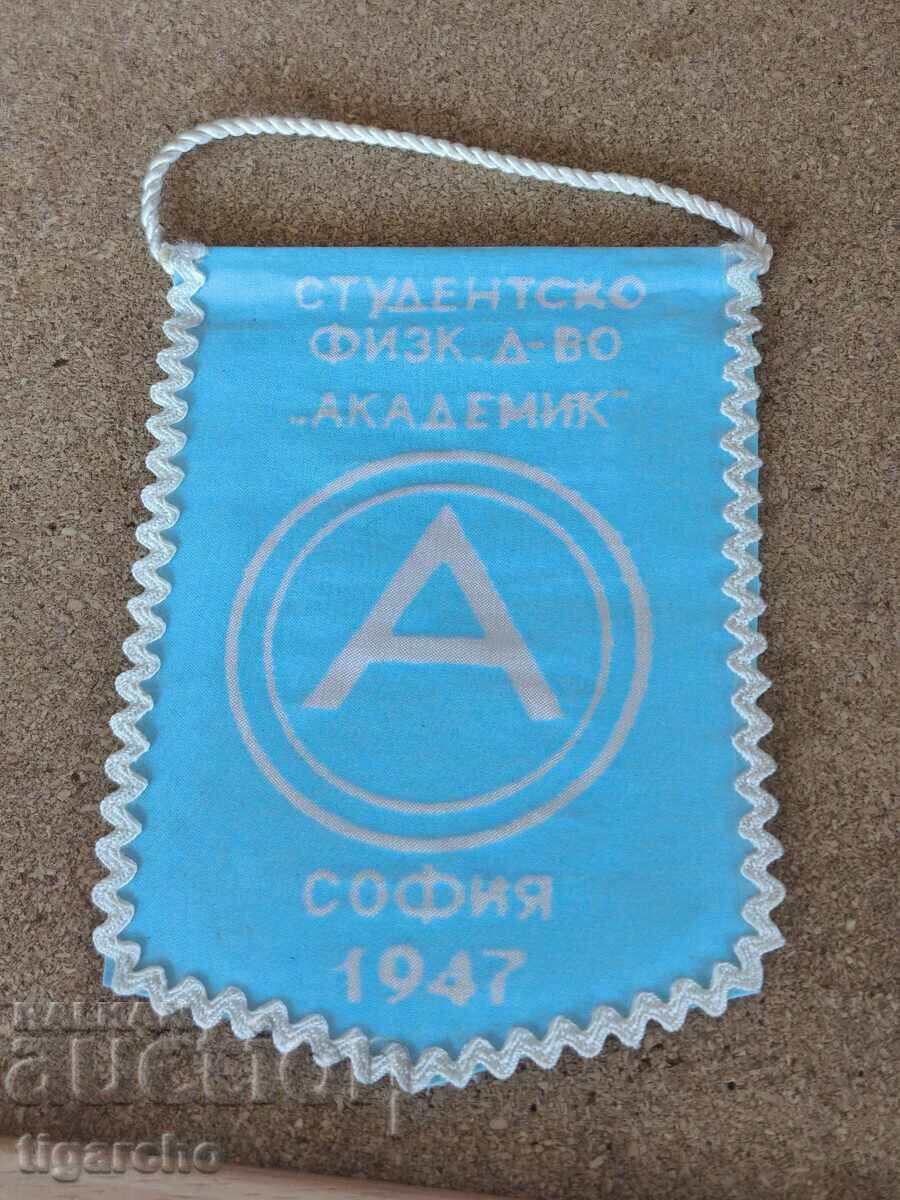 СТУДЕНТСКО
ФИЗК. Д-ВО
„АКАДЕМИК"
А
СОФИЯ
1947
BALKAN
auction
tigarcho